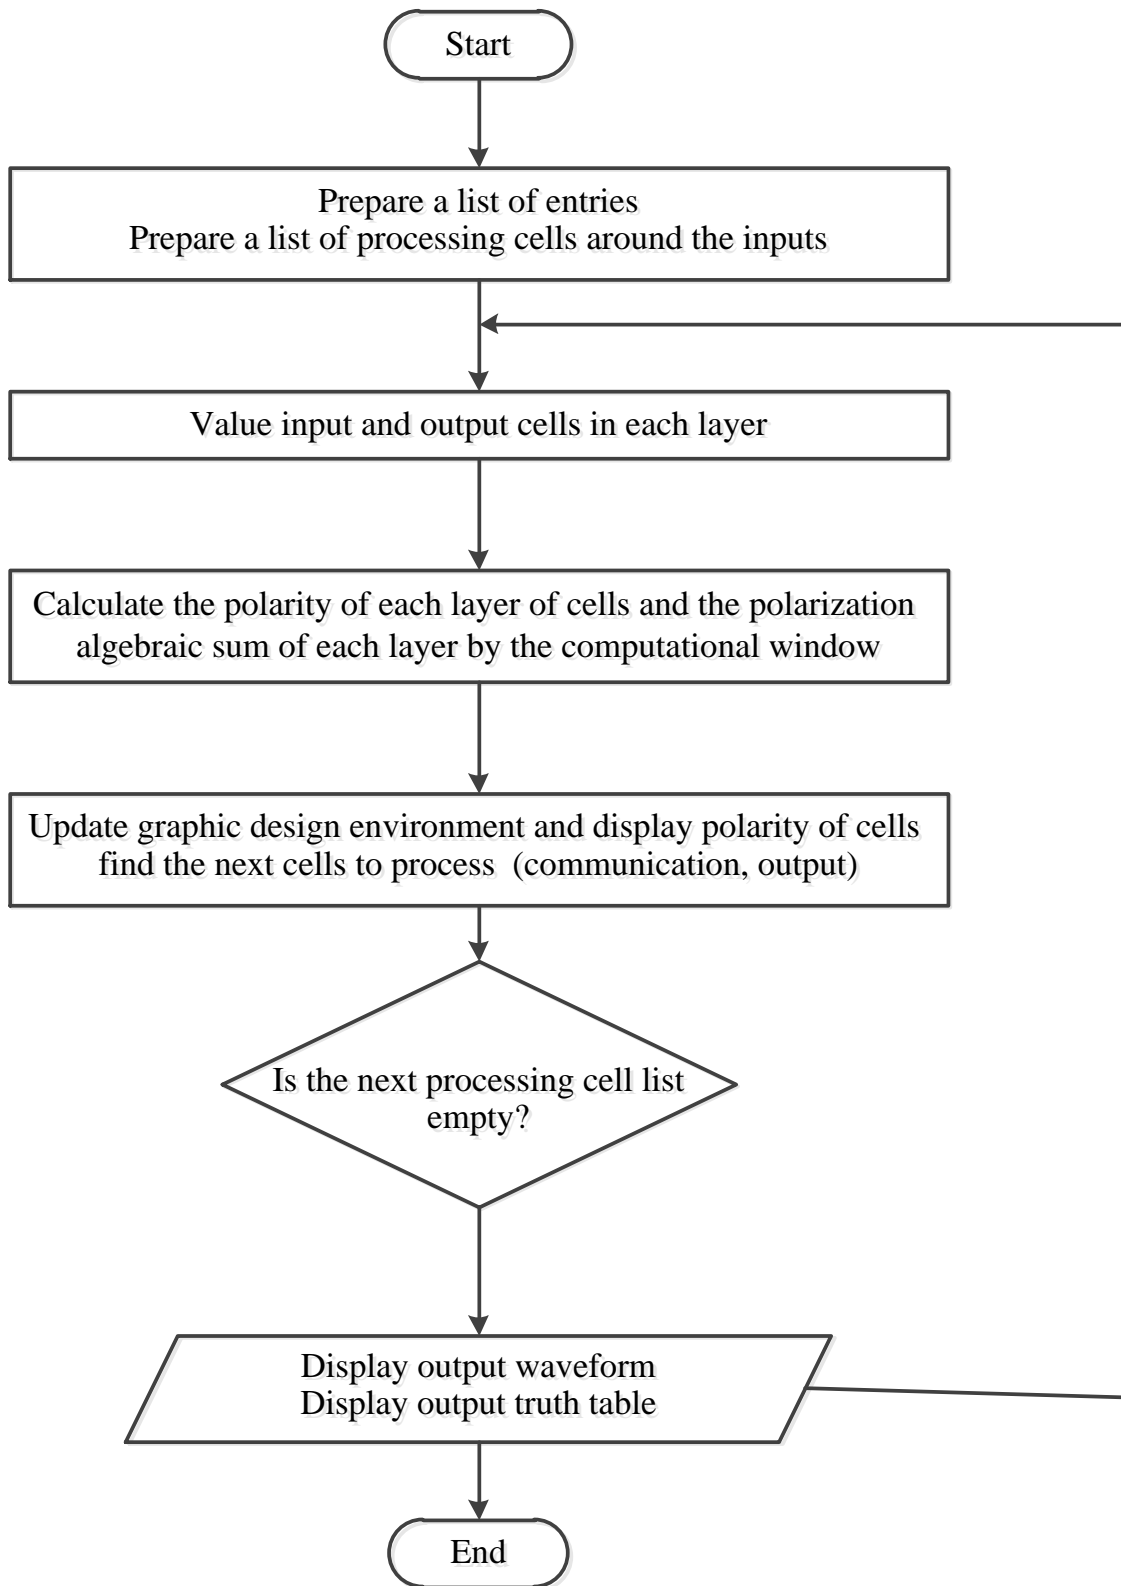 Start
Prepare a list of entries
Prepare a list of processing cells around the inputs
Value input and output cells in each layer
Calculate the polarity of each layer of cells and the polarization
algebraic sum of each layer by the computational window
Update graphic design environment and display polarity of cells
find the next cells to process (communication, output)
Is the next processing cell list
empty?
Display output waveform
Display output truth table
End